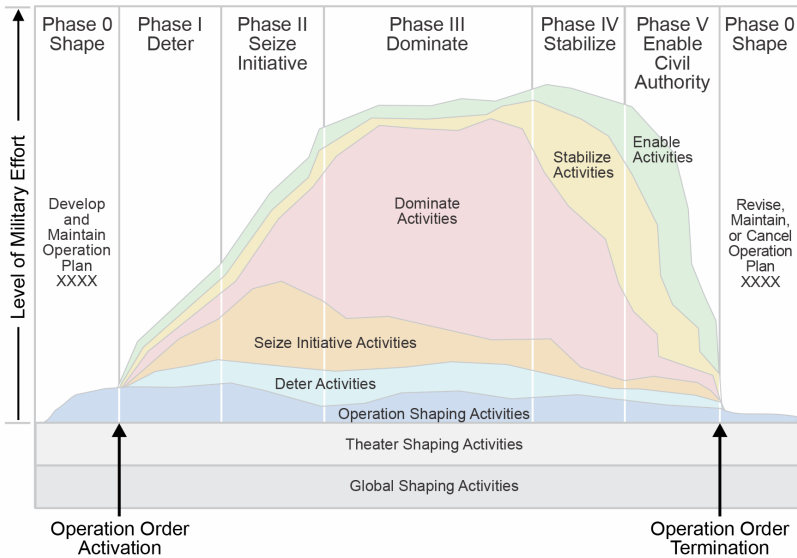 Phase 0
Shape
Phase I
Deter
Phase II
Seize
Initiative
Phase III
Dominate
Phase IV
Stabilize
Phase V
Enable
Civil
Authority
Phase 0
Shape
Level of Military Effort
Develop
and
Maintain
Operation
Plan
XXXX
Dominate
Activities
Stabilize
Activities
Enable
Activities
Revise,
Maintain,
or Cancel
Operation
Plan
XXXX
Seize Initiative Activities
Deter Activities
Operation Shaping Activities
Theater Shaping Activities
Global Shaping Activities
Operation Order
Activation
Operation Order
Termination